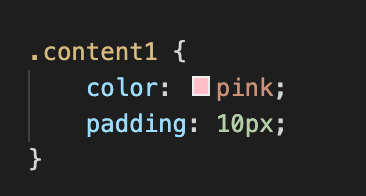 .content1 {
    color: pink;
    padding: 10px;
}